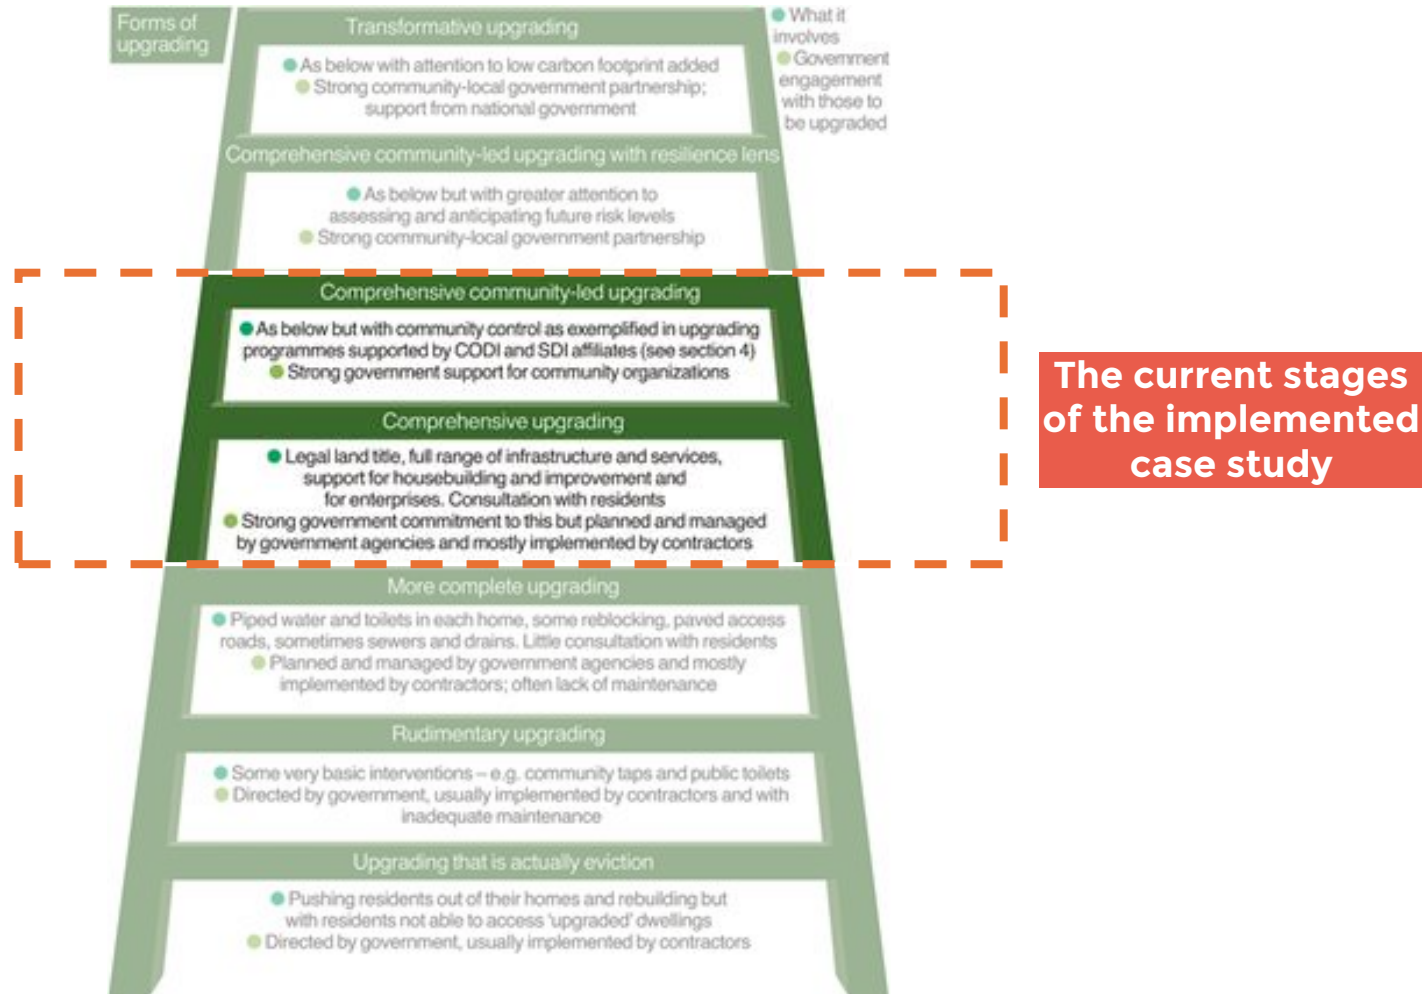 Forms of
upgrading
Transformative upgrading
What it
involves
Government
engagement
with those to
be upgraded
As below with attention to low carbon footprint added
Strong community-local government partnership;
support from national government
Comprehensive community-led upgrading with resilience lens
As below but with greater attention to
assessing and anticipating future risk levels
Strong community-local government partnership
Comprehensive community-led upgrading
As below but with community control as exemplified in upgrading
programmes supported by CODI and SDI affiliates (see section 4)
Strong government support for community organizations
Comprehensive upgrading
Legal land title, full range of infrastructure and services,
support for housebuilding and improvement and
for enterprises. Consultation with residents
Strong government commitment to this but planned and managed
by government agencies and mostly implemented by contractors
The current stages
of the implemented
case study
More complete upgrading
Piped water and toilets in each home, some reblocking, paved access
roads, sometimes sewers and drains. Little consultation with residents
Planned and managed by government agencies and mostly
implemented by contractors; often lack of maintenance
Rudimentary upgrading
Some very basic interventions – e.g. community taps and public toilets
Directed by government, usually implemented by contractors and with
inadequate maintenance
Upgrading that is actually eviction
Pushing residents out of their homes and rebuilding but
with residents not able to access 'upgraded' dwellings
Directed by government, usually implemented by contractors